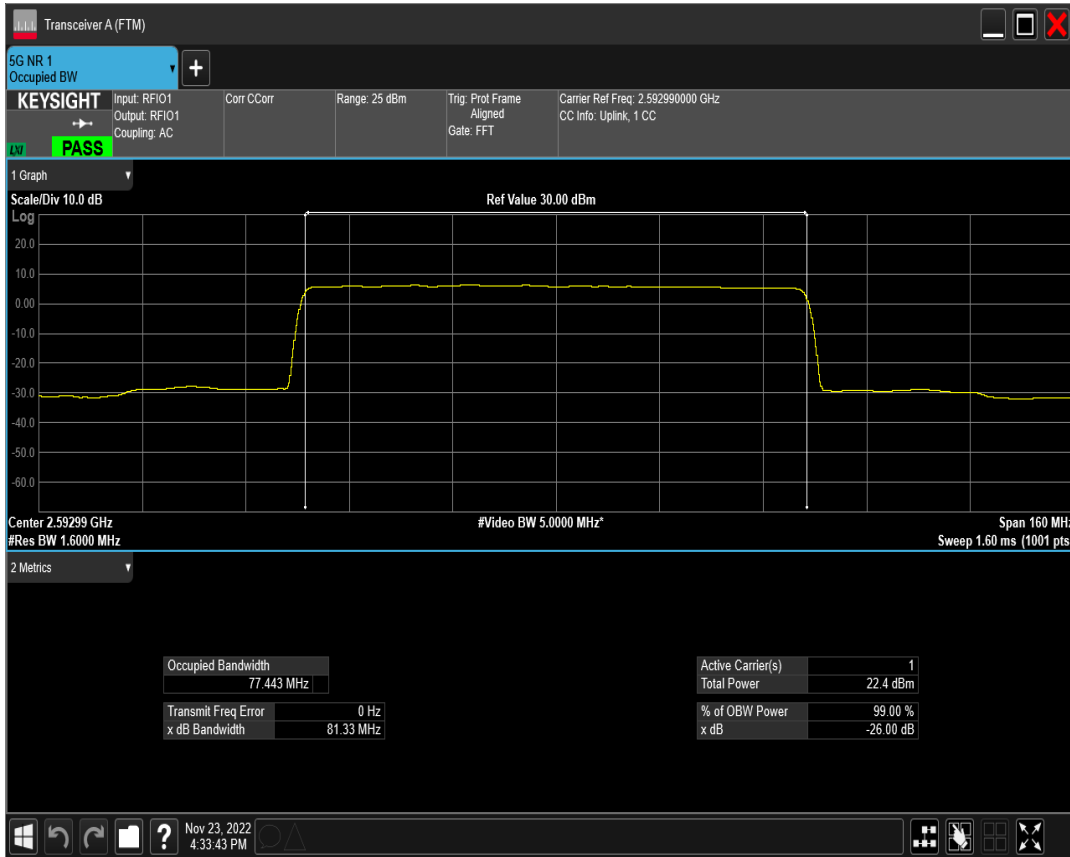 Transceiver A (FTM)
5G NR 1
Occupied BW
+
KEYSIGHT
LXI
PASS
Input: RFIO1
Output: RFIO1
Coupling: AC
Corr CCorr
Range: 25 dBm
Trig: Prot Frame
Aligned
Gate: FFT
Carrier Ref Freq: 2.592990000 GHz
CC Info: Uplink, 1 CC
1 Graph
Scale/Div 10.0 dB
Ref Value 30.00 dBm
Log
20.0
10.0
0.00
-10.0
-20.0
-30.0
-40.0
-50.0
-60.0
Center 2.59299 GHz
#Video BW 5.0000 MHz*
Span 160 MHz
#Res BW 1.6000 MHz
Sweep 1.60 ms (1001 pts
2 Metrics
Occupied Bandwidth
77.443 MHz
Transmit Freq Error 0 Hz
x dB Bandwidth 81.33 MHz
Active Carrier(s) 1
Total Power 22.4 dBm
% of OBW Power 99.00 %
x dB -26.00 dB
?
Nov 23, 2022
4:33:43 PM